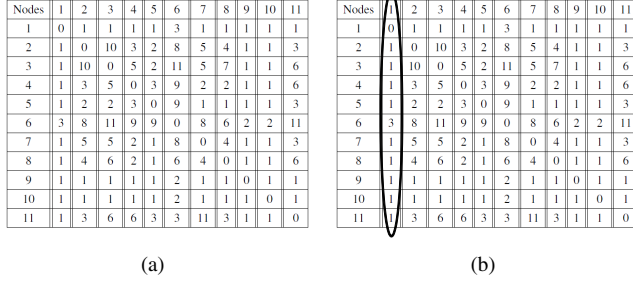 Nodes 1 2 3 4 5 6 7 8 9 10 11
1 0 1 1 1 1 3 1 1 1 1 1
2 1 0 10 3 2 8 5 4 1 1 3
3 1 10 0 5 2 11 5 7 1 1 6
4 1 3 5 0 3 9 2 2 1 1 6
5 1 2 2 3 0 9 1 1 1 1 3
6 3 8 11 9 9 0 8 6 2 2 11
7 1 5 5 2 1 8 0 4 1 1 3
8 1 4 6 2 1 6 4 0 1 1 6
9 1 1 1 1 1 2 1 1 0 1 1
10 1 1 1 1 1 2 1 1 1 0 1
11 1 3 6 6 3 3 11 3 1 1 0
(a)
Nodes 1 2 3 4 5 6 7 8 9 10 11
1 0 1 1 1 1 3 1 1 1 1 1
2 1 0 10 3 2 8 5 4 1 1 3
3 1 10 0 5 2 11 5 7 1 1 6
4 1 3 5 0 3 9 2 2 1 1 6
5 1 2 2 3 0 9 1 1 1 1 3
6 3 8 11 9 9 0 8 6 2 2 11
7 1 5 5 2 1 8 0 4 1 1 3
8 1 4 6 2 1 6 4 0 1 1 6
9 1 1 1 1 1 2 1 1 0 1 1
10 1 1 1 1 1 2 1 1 1 0 1
11 1 3 6 6 3 3 11 3 1 1 0
(b)